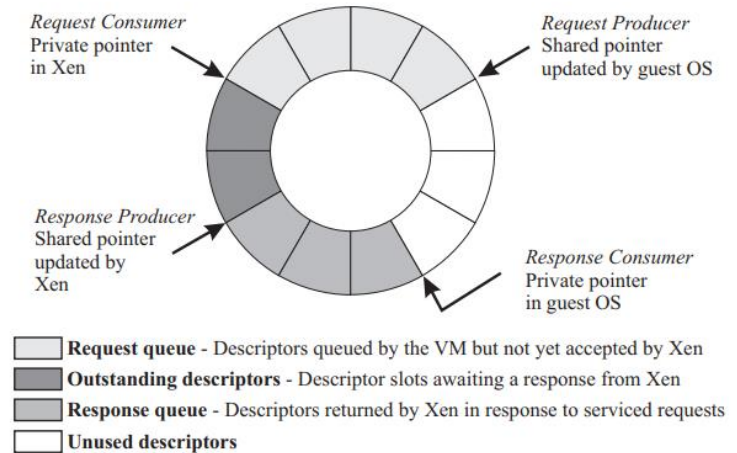 Request Consumer
Private pointer
in Xen
Request Producer
Shared pointer
updated by guest OS
Response Producer
Shared pointer
updated by
Xen
Response Consumer
Private pointer
in guest OS
Request queue - Descriptors queued by the VM but not yet accepted by Xen
Outstanding descriptors - Descriptor slots awaiting a response from Xen
Response queue - Descriptors returned by Xen in response to serviced requests
Unused descriptors